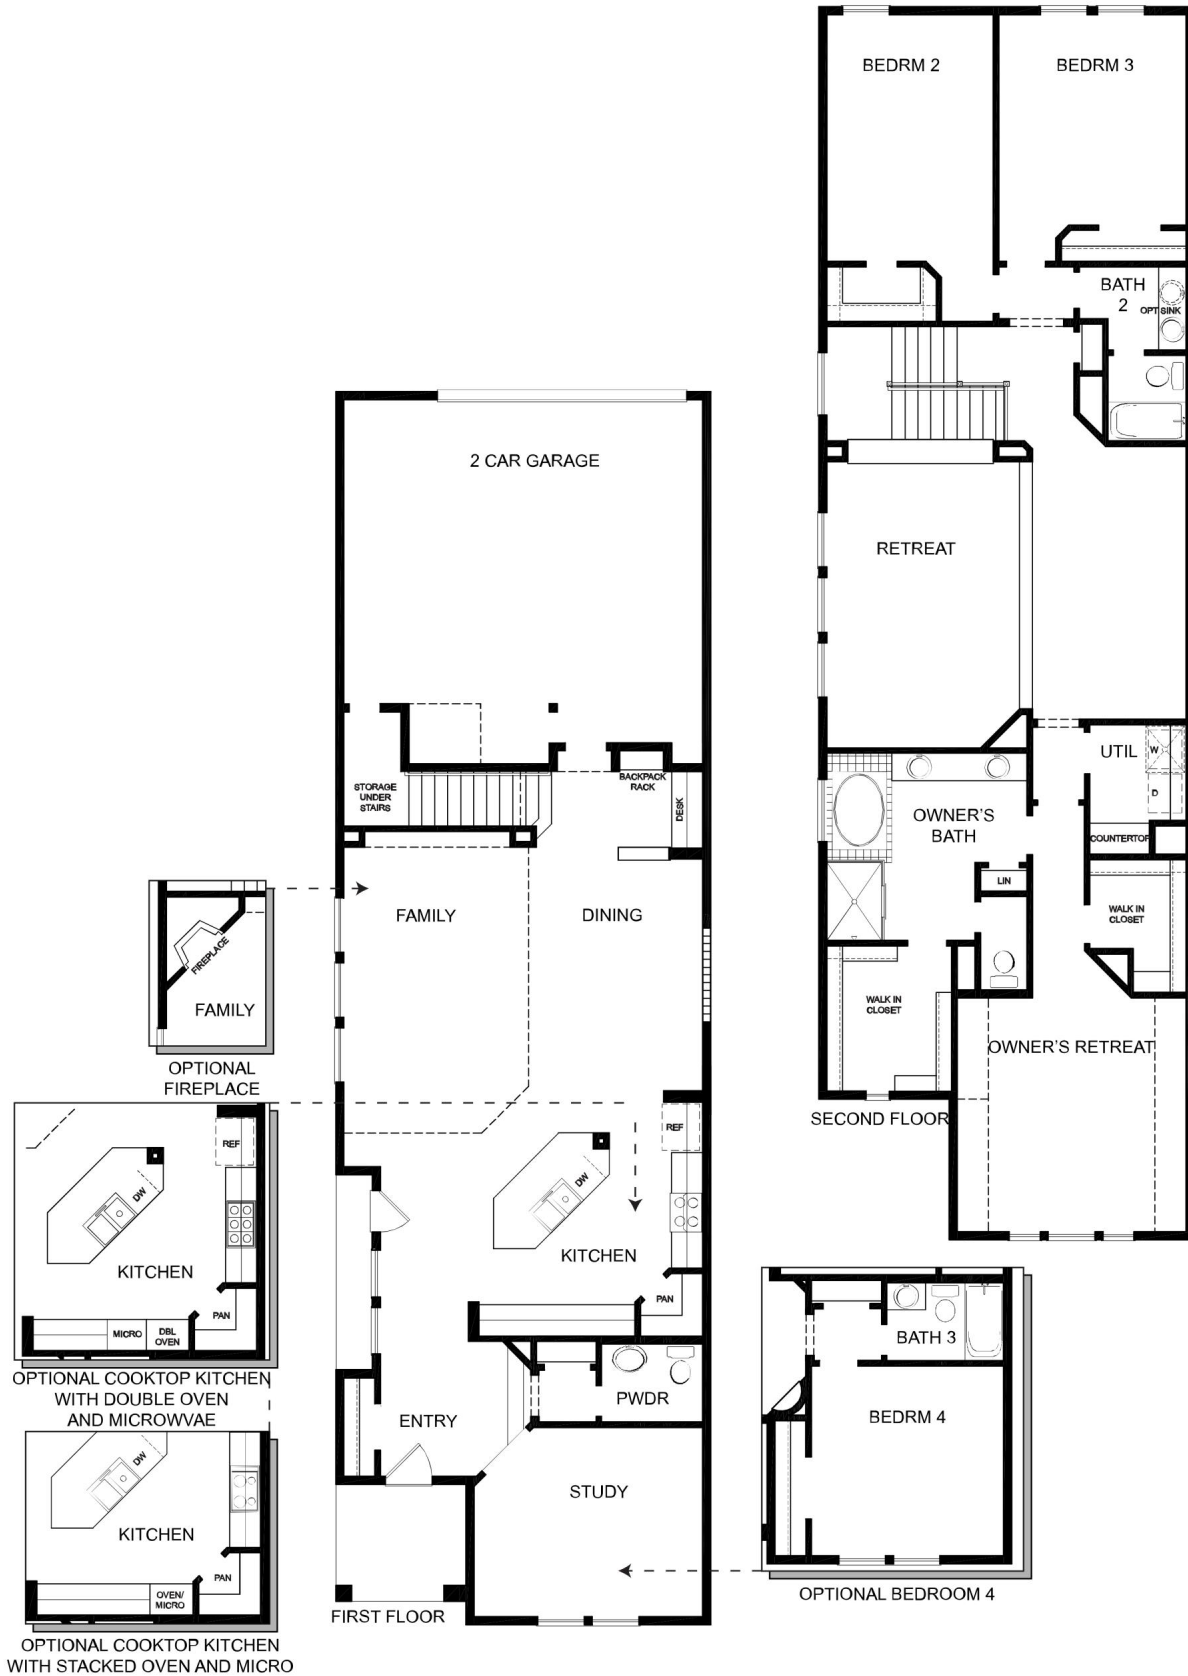 BEDRM 2
BEDRM 3
BATH
2
OPT SINK
2 CAR GARAGE
RETREAT
STORAGE
UNDER
STAIRS
BACKPACK
RACK
DESK
UTIL
W
D
COUNTERTOP
OWNER'S
BATH
LIN
WALK IN
CLOSET
WALK IN
CLOSET
OWNER'S RETREAT
SECOND FLOOR
FAMILY
DINING
FIREPLACE
FAMILY
OPTIONAL
FIREPLACE
REF
DW
KITCHEN
PAN
MICRO
DBL
OVEN
OPTIONAL COOKTOP KITCHEN
WITH DOUBLE OVEN
AND MICROWVAE
REF
DW
KITCHEN
PAN
PWDR
ENTRY
STUDY
FIRST FLOOR
BATH 3
BEDRM 4
OPTIONAL BEDROOM 4
DW
KITCHEN
PAN
OVEN/
MICRO
OPTIONAL COOKTOP KITCHEN
WITH STACKED OVEN AND MICRO